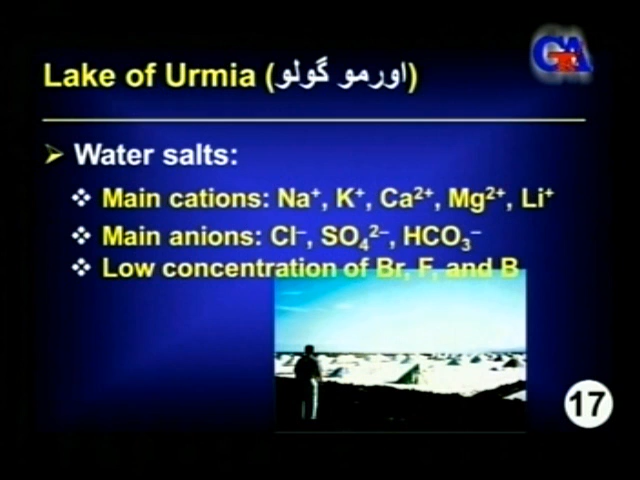 GTA
Lake of Urmia (اورمو گولو)
➢ Water salts:
❖ Main cations: Na⁺, K⁺, Ca²⁺, Mg²⁺, Li⁺
❖ Main anions: Cl⁻, SO₄²⁻, HCO₃⁻
❖ Low concentration of Br, F, and B
17